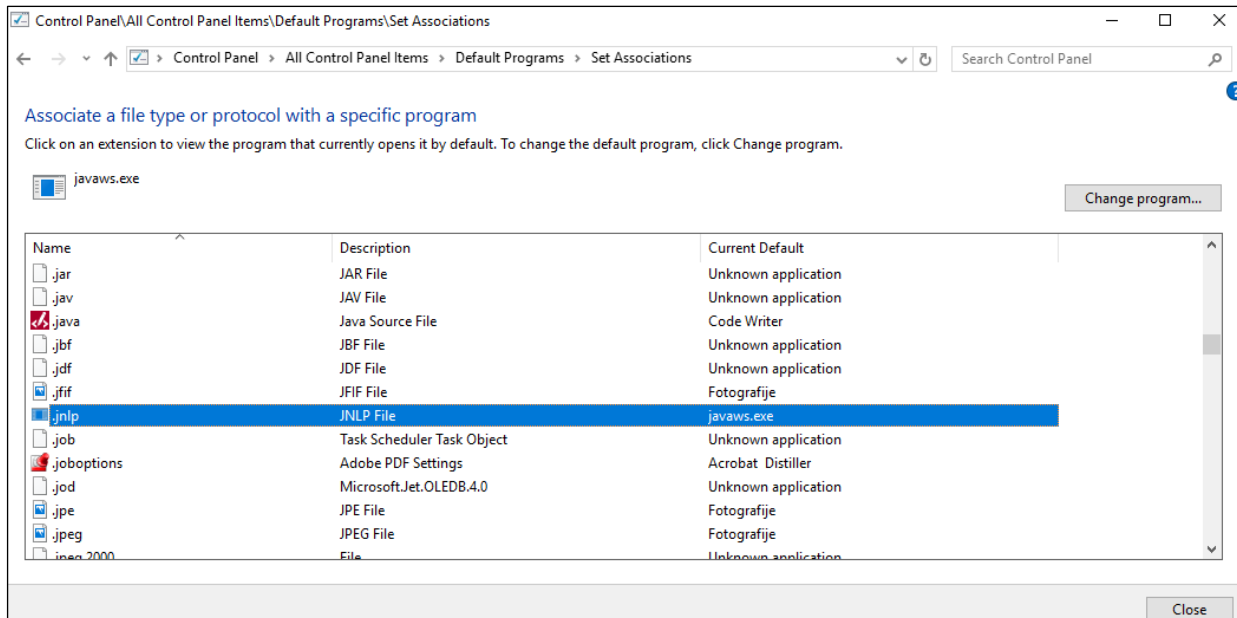 Control Panel\All Control Panel Items\Default Programs\Set Associations
Control Panel > All Control Panel Items > Default Programs > Set Associations
Search Control Panel
?
Associate a file type or protocol with a specific program
Click on an extension to view the program that currently opens it by default. To change the default program, click Change program.
javaws.exe
Change program...
Name Description Current Default
.jar JAR File Unknown application
.jav JAV File Unknown application
.java Java Source File Code Writer
.jbf JBF File Unknown application
.jdf JDF File Unknown application
.jfif JFIF File Fotografije
.jnlp JNLP File javaws.exe
.job Task Scheduler Task Object Unknown application
.joboptions Adobe PDF Settings Acrobat Distiller
.jod Microsoft.Jet.OLEDB.4.0 Unknown application
.jpe JPE File Fotografije
.jpeg JPEG File Fotografije
.jpeg 2000 File Unknown application
Close